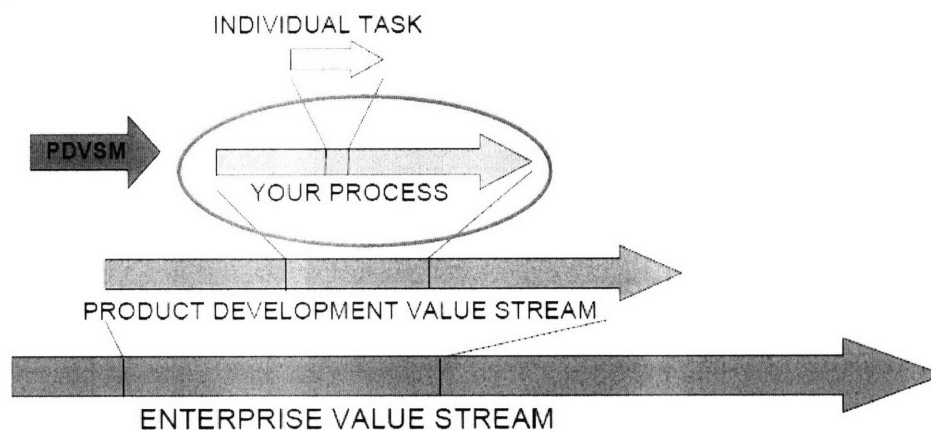 INDIVIDUAL TASK
PDVSM
YOUR PROCESS
PRODUCT DEVELOPMENT VALUE STREAM
ENTERPRISE VALUE STREAM